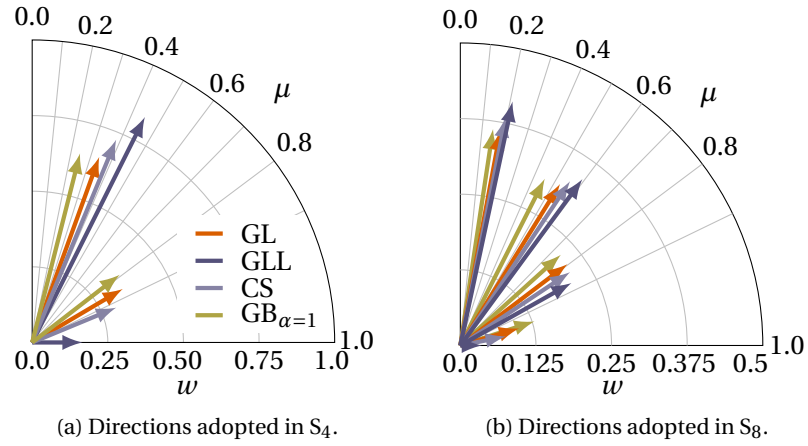 0.0
0.2
0.4
0.6
0.8
1.0
μ
GL
GLL
CS
GBα=1
0.0 0.25 0.50 0.75 1.0
w
(a) Directions adopted in S4.
0.0
0.2
0.4
0.6
0.8
1.0
μ
0.0 0.125 0.25 0.375 0.5
w
(b) Directions adopted in S8.